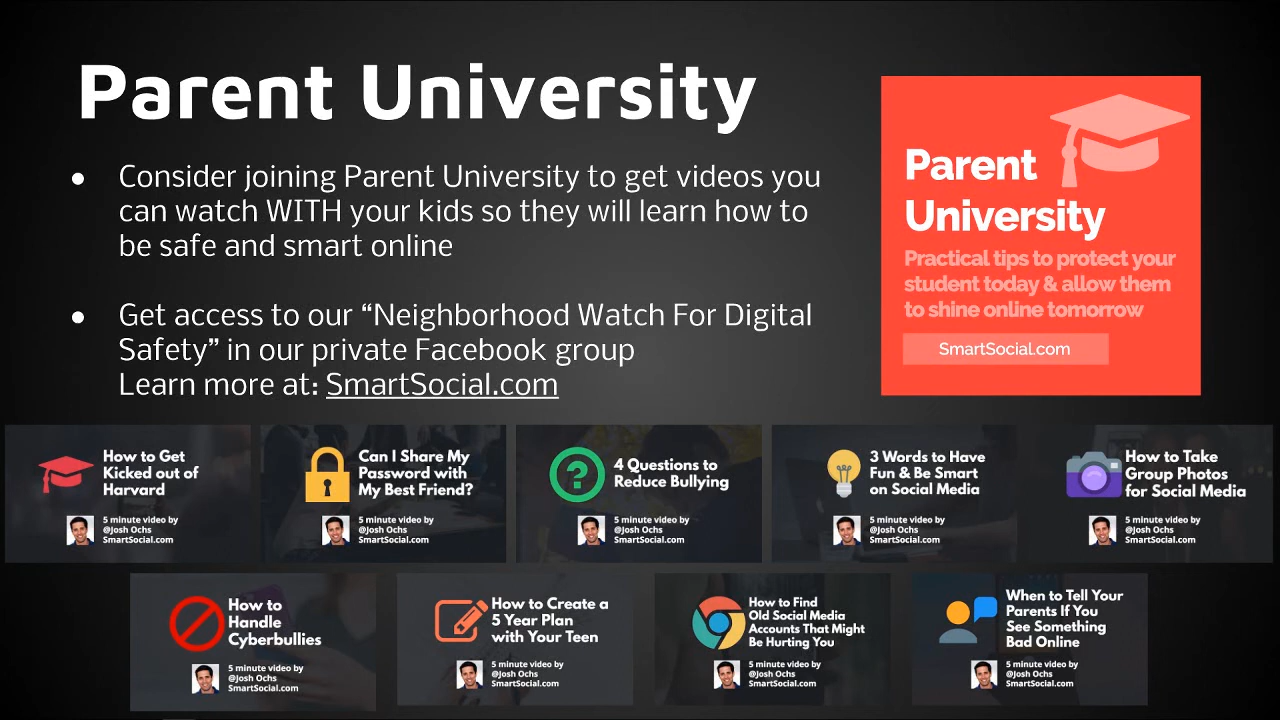 Parent University
● Consider joining Parent University to get videos you
can watch WITH your kids so they will learn how to
be safe and smart online
● Get access to our “Neighborhood Watch For Digital
Safety” in our private Facebook group
Learn more at: SmartSocial.com
Parent
University
Practical tips to protect your
student today & allow them
to shine online tomorrow
SmartSocial.com
How to Get
Kicked out of
Harvard
5 minute video by
@Josh Ochs
SmartSocial.com
Can I Share My
Password with
My Best Friend?
5 minute video by
@Josh Ochs
SmartSocial.com
4 Questions to
Reduce Bullying
5 minute video by
@Josh Ochs
SmartSocial.com
3 Words to Have
Fun & Be Smart
on Social Media
5 minute video by
@Josh Ochs
SmartSocial.com
How to Take
Group Photos
for Social Media
5 minute video by
@Josh Ochs
SmartSocial.com
How to
Handle
Cyberbullies
5 minute video by
@Josh Ochs
SmartSocial.com
How to Create a
5 Year Plan
with Your Teen
5 minute video by
@Josh Ochs
SmartSocial.com
How to Find
Old Social Media
Accounts That Might
Be Hurting You
5 minute video by
@Josh Ochs
SmartSocial.com
When to Tell Your
Parents If You
See Something
Bad Online
5 minute video by
@Josh Ochs
SmartSocial.com